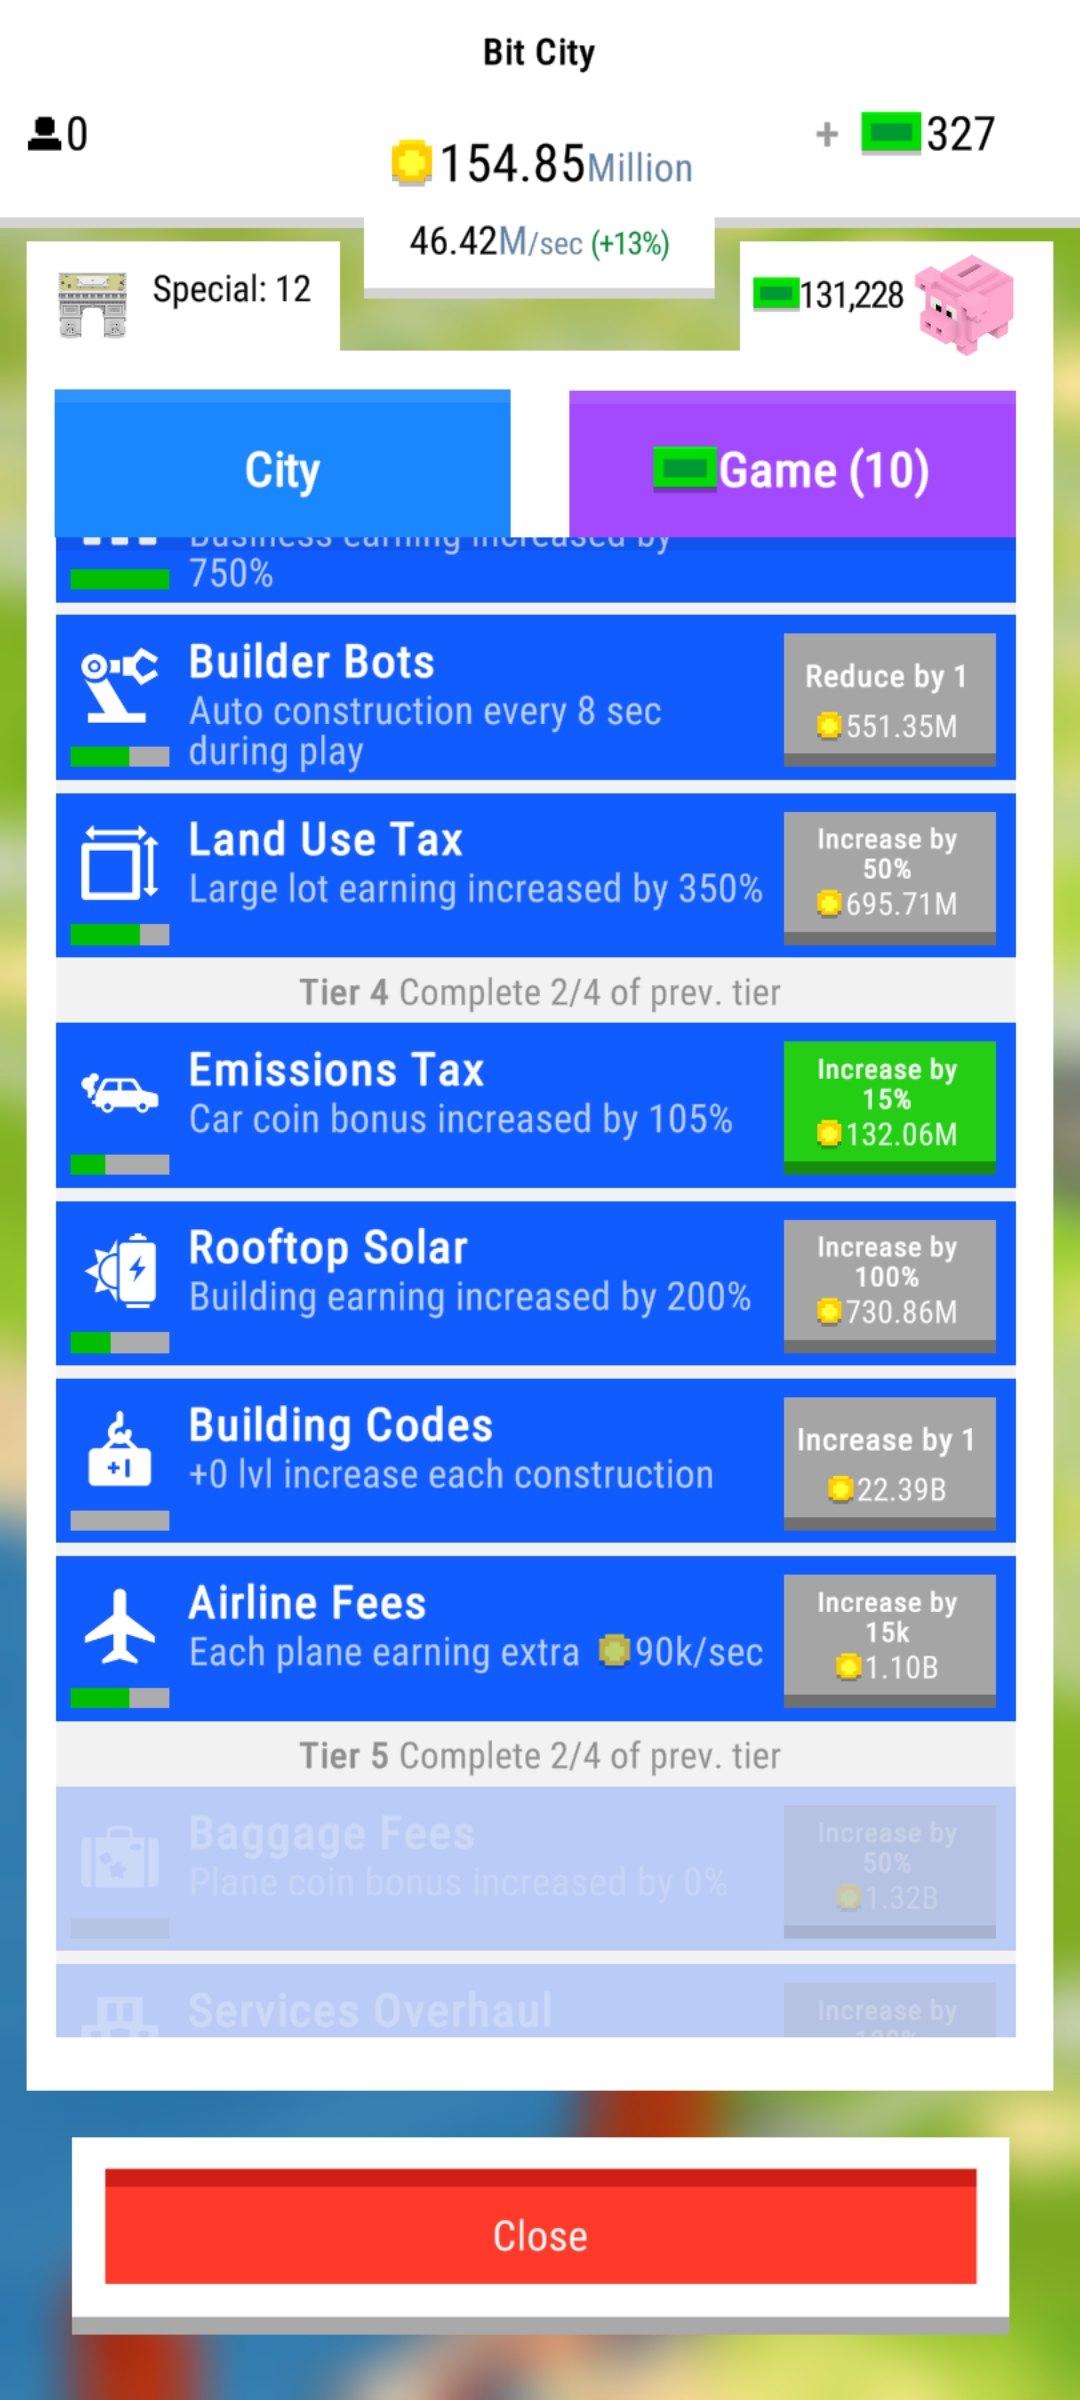 Bit City
0
154.85Million
+ 327
46.42M/sec (+13%)
Special: 12
131,228
City
Game (10)
Business earning increased by
750%
Builder Bots
Auto construction every 8 sec
during play
Reduce by 1
551.35M
Land Use Tax
Large lot earning increased by 350%
Increase by
50%
695.71M
Tier 4 Complete 2/4 of prev. tier
Emissions Tax
Car coin bonus increased by 105%
Increase by
15%
132.06M
Rooftop Solar
Building earning increased by 200%
Increase by
100%
730.86M
Building Codes
+0 lvl increase each construction
+1
Increase by 1
22.39B
Airline Fees
Each plane earning extra 90k/sec
Increase by
15k
1.10B
Tier 5 Complete 2/4 of prev. tier
Baggage Fees
Plane coin bonus increased by 0%
Increase by
50%
1.32B
Services Overhaul
Increase by
100%
Close